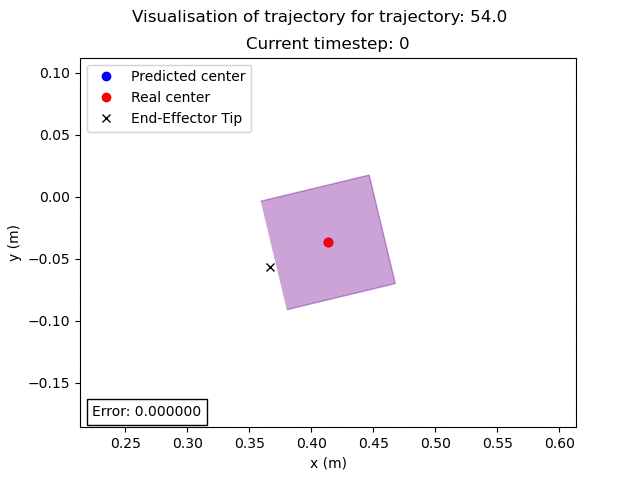 Visualisation of trajectory for trajectory: 54.0
Current timestep: 0
Predicted center
Real center
End-Effector Tip
0.10
0.05
0.00
−0.05
−0.10
−0.15
y (m)
Error: 0.000000
0.25 0.30 0.35 0.40 0.45 0.50 0.55 0.60
x (m)